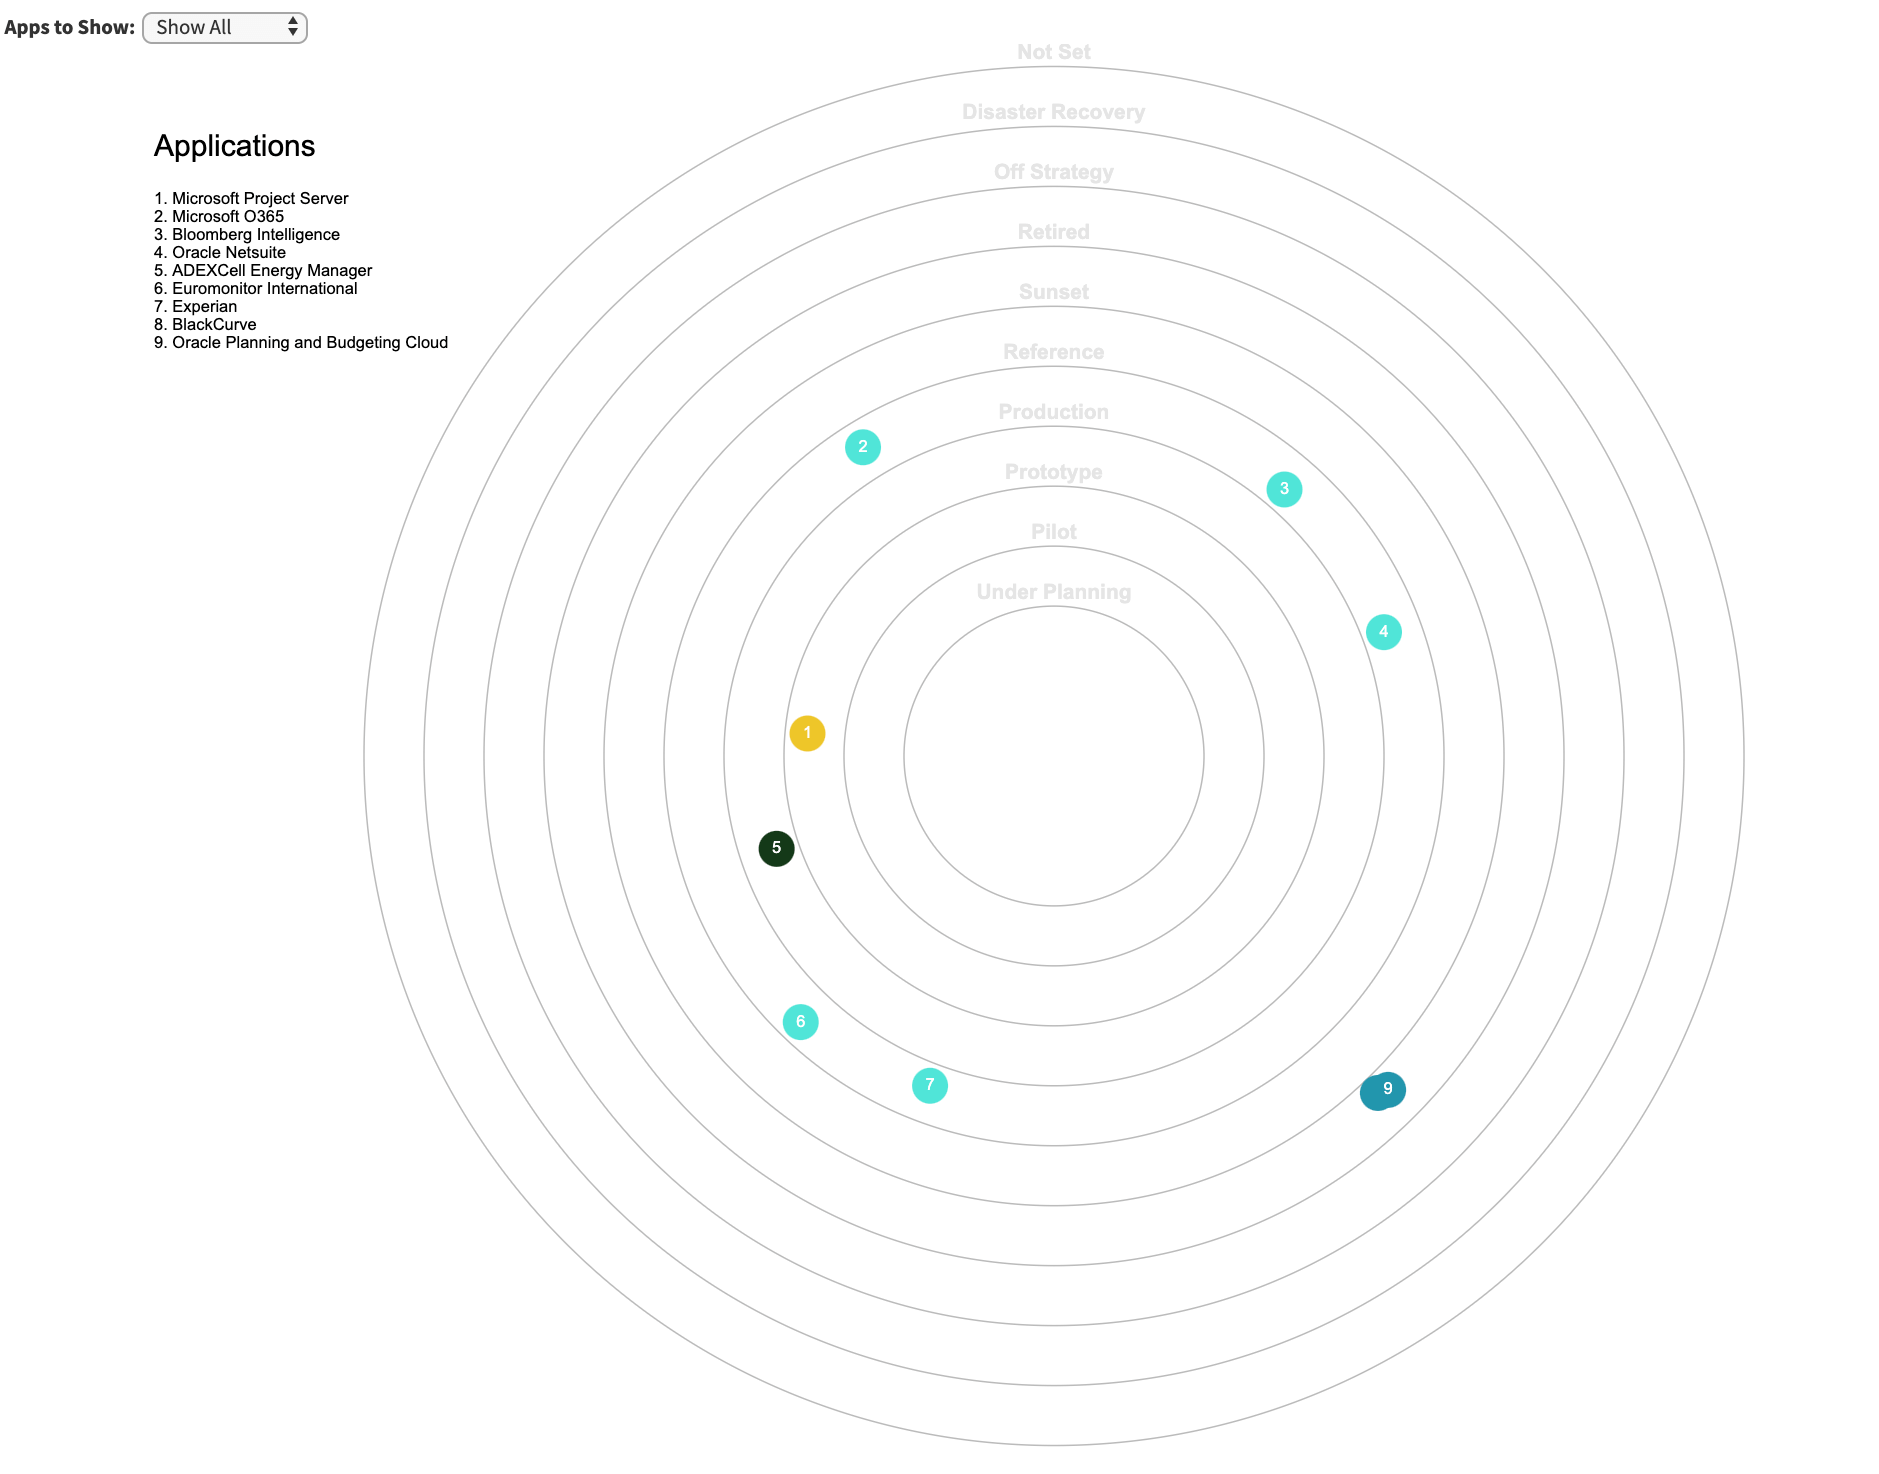 Apps to Show: Show All
Not Set
Disaster Recovery
Off Strategy
Retired
Sunset
Reference
Production
Prototype
Pilot
Under Planning
Applications
1. Microsoft Project Server
2. Microsoft O365
3. Bloomberg Intelligence
4. Oracle Netsuite
5. ADEXCell Energy Manager
6. Euromonitor International
7. Experian
8. BlackCurve
9. Oracle Planning and Budgeting Cloud
2
3
4
1
5
6
7
9